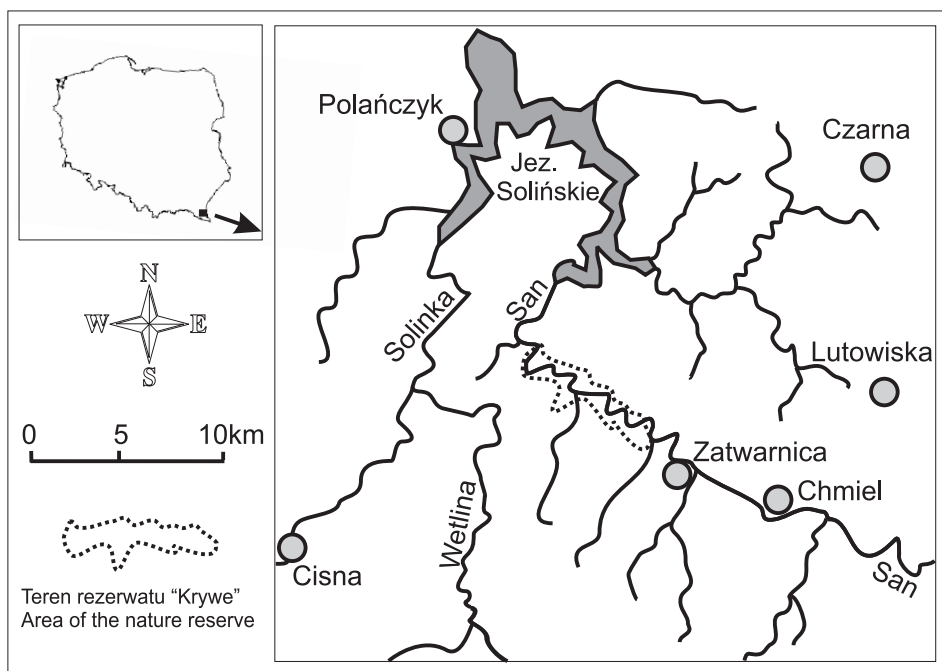 Polańczyk
Czarna
Jez.
Solińskie
N
W E
S
San
Solinka
Lutowiska
0 5 10km
Zatwarnica
Chmiel
Wetlina
San
Cisna
Teren rezerwatu “Krywe”
Area of the nature reserve